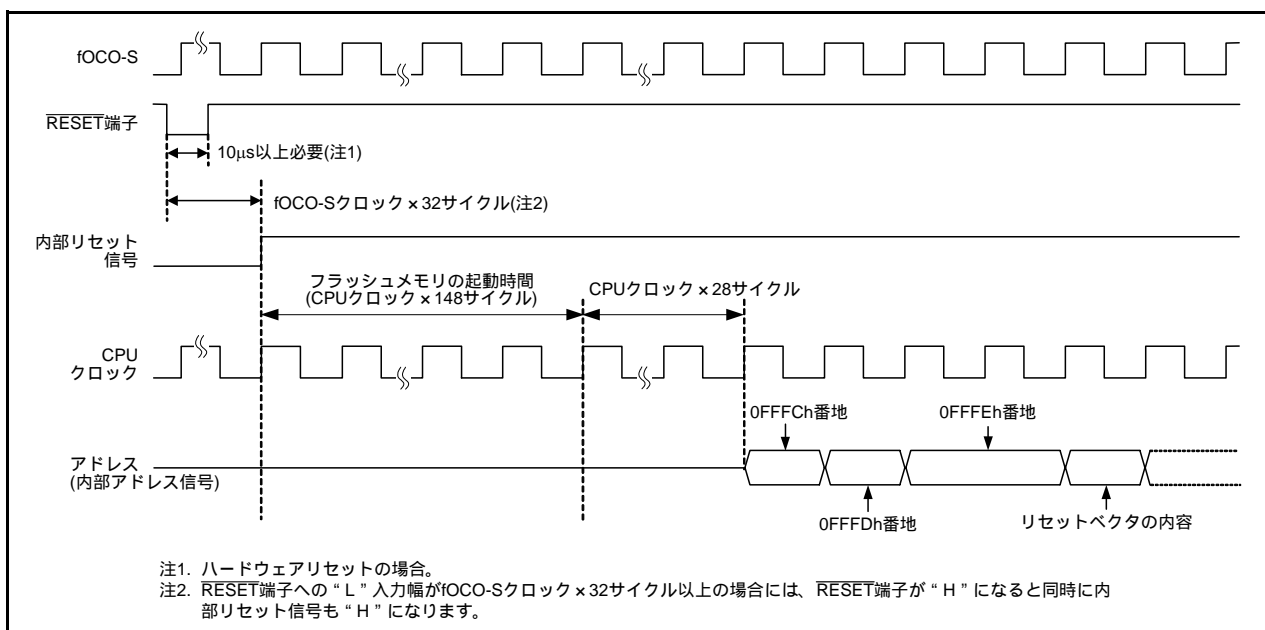 fOCO-S
RESET端子
10μs以上必要(注1)
fOCO-Sクロック×32サイクル(注2)
内部リセット
信号
フラッシュメモリの起動時間
(CPUクロック×148サイクル)
CPUクロック×28サイクル
CPU
クロック
0FFFCh番地
0FFFEh番地
アドレス
(内部アドレス信号)
0FFFDh番地
リセットベクタの内容
注1. ハードウェアリセットの場合。
注2. RESET端子への“L”入力幅がfOCO-Sクロック×32サイクル以上の場合には、RESET端子が“H”になると同時に内
部リセット信号も“H”になります。